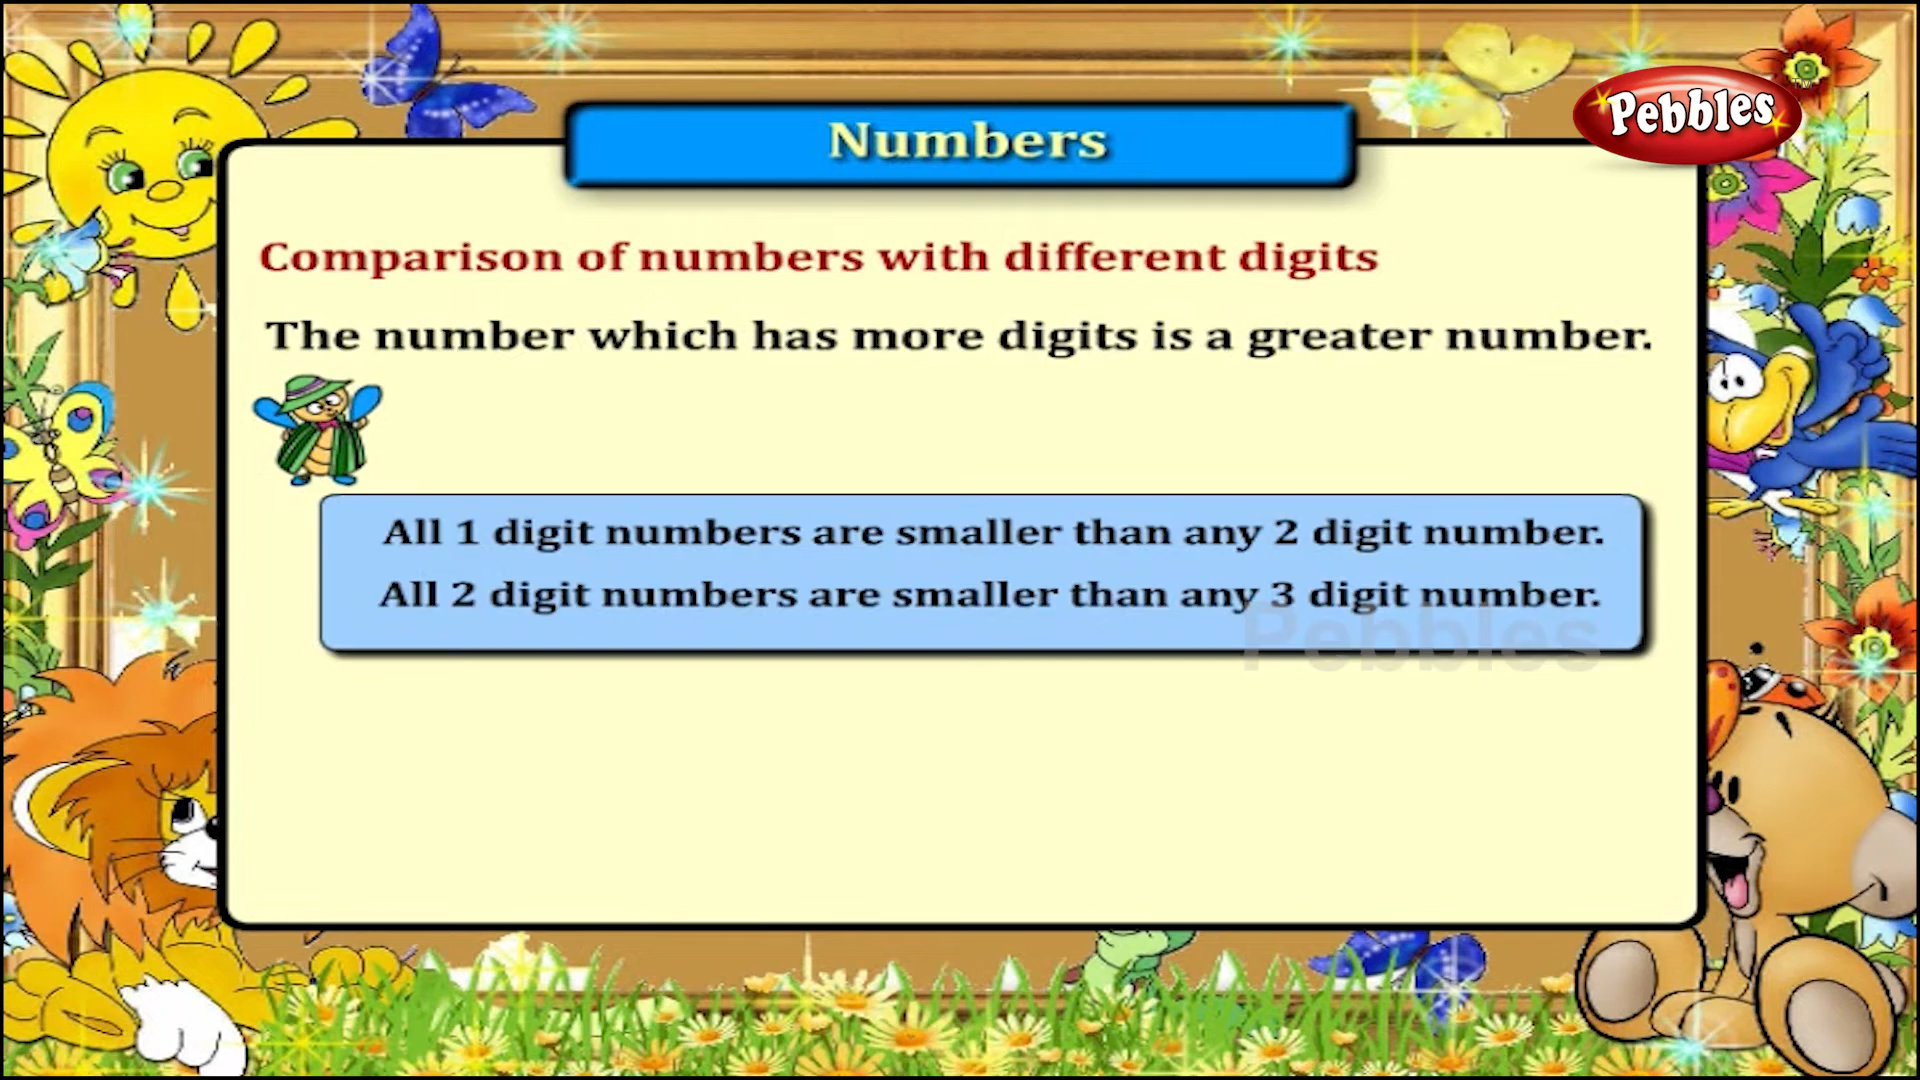 Numbers
Pebbles
Comparison of numbers with different digits
The number which has more digits is a greater number.
All 1 digit numbers are smaller than any 2 digit number.
All 2 digit numbers are smaller than any 3 digit number.
Pebbles